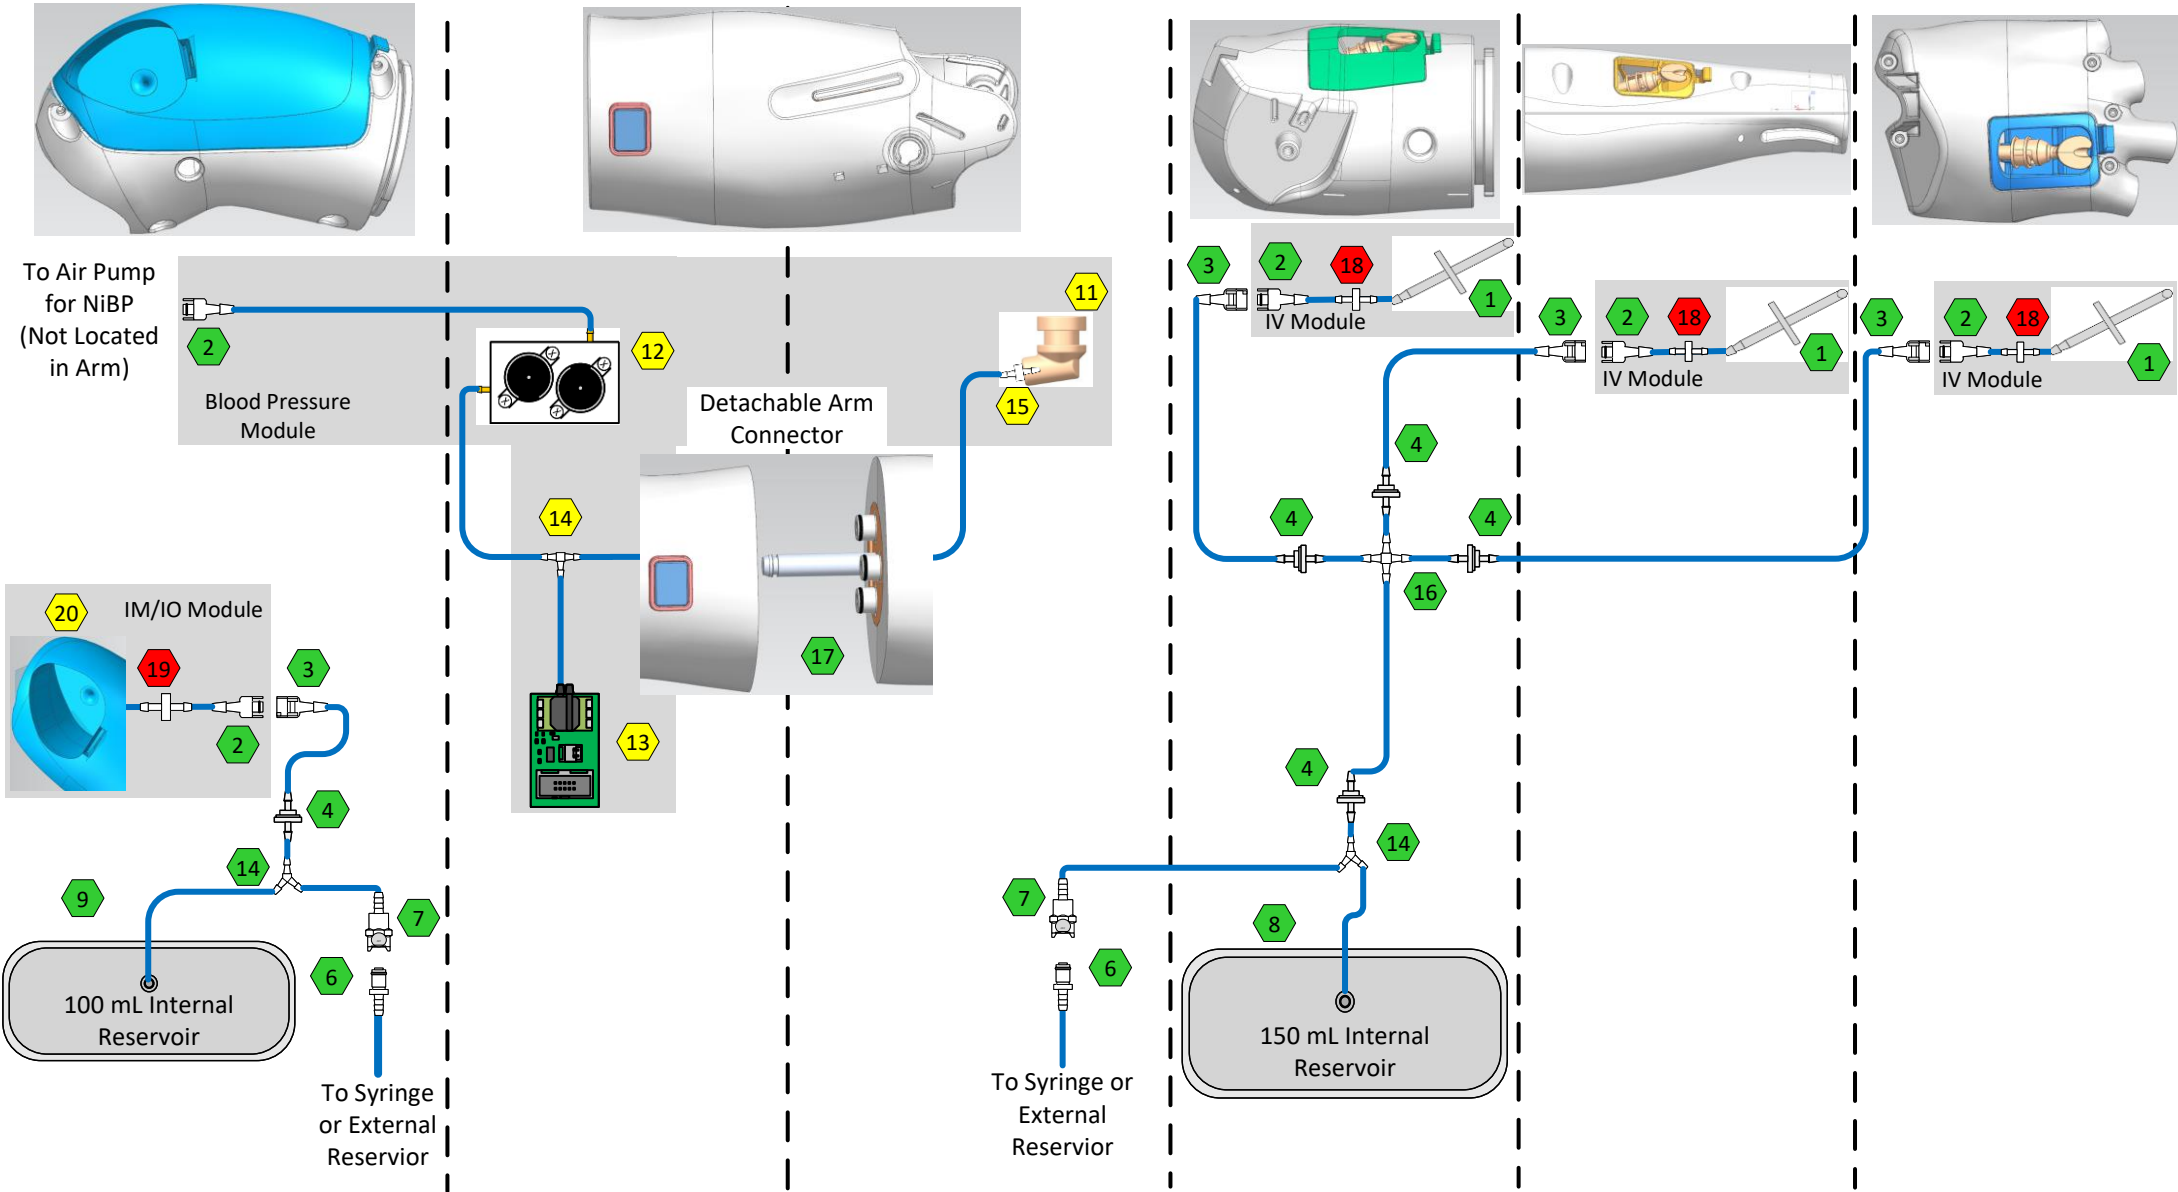 To Air Pump
for NiBP
(Not Located
in Arm)
2
Blood Pressure
Module
12
11
15
Detachable Arm
Connector
14
13
17
3
2
18
1
IV Module
3
2
18
1
IV Module
3
2
18
1
IV Module
4
4
4
16
4
14
7
6
8
150 mL Internal
Reservoir
To Syringe or
External
Reservior
20
IM/IO Module
19
3
2
4
14
9
7
6
100 mL Internal
Reservoir
To Syringe
or External
Reservior